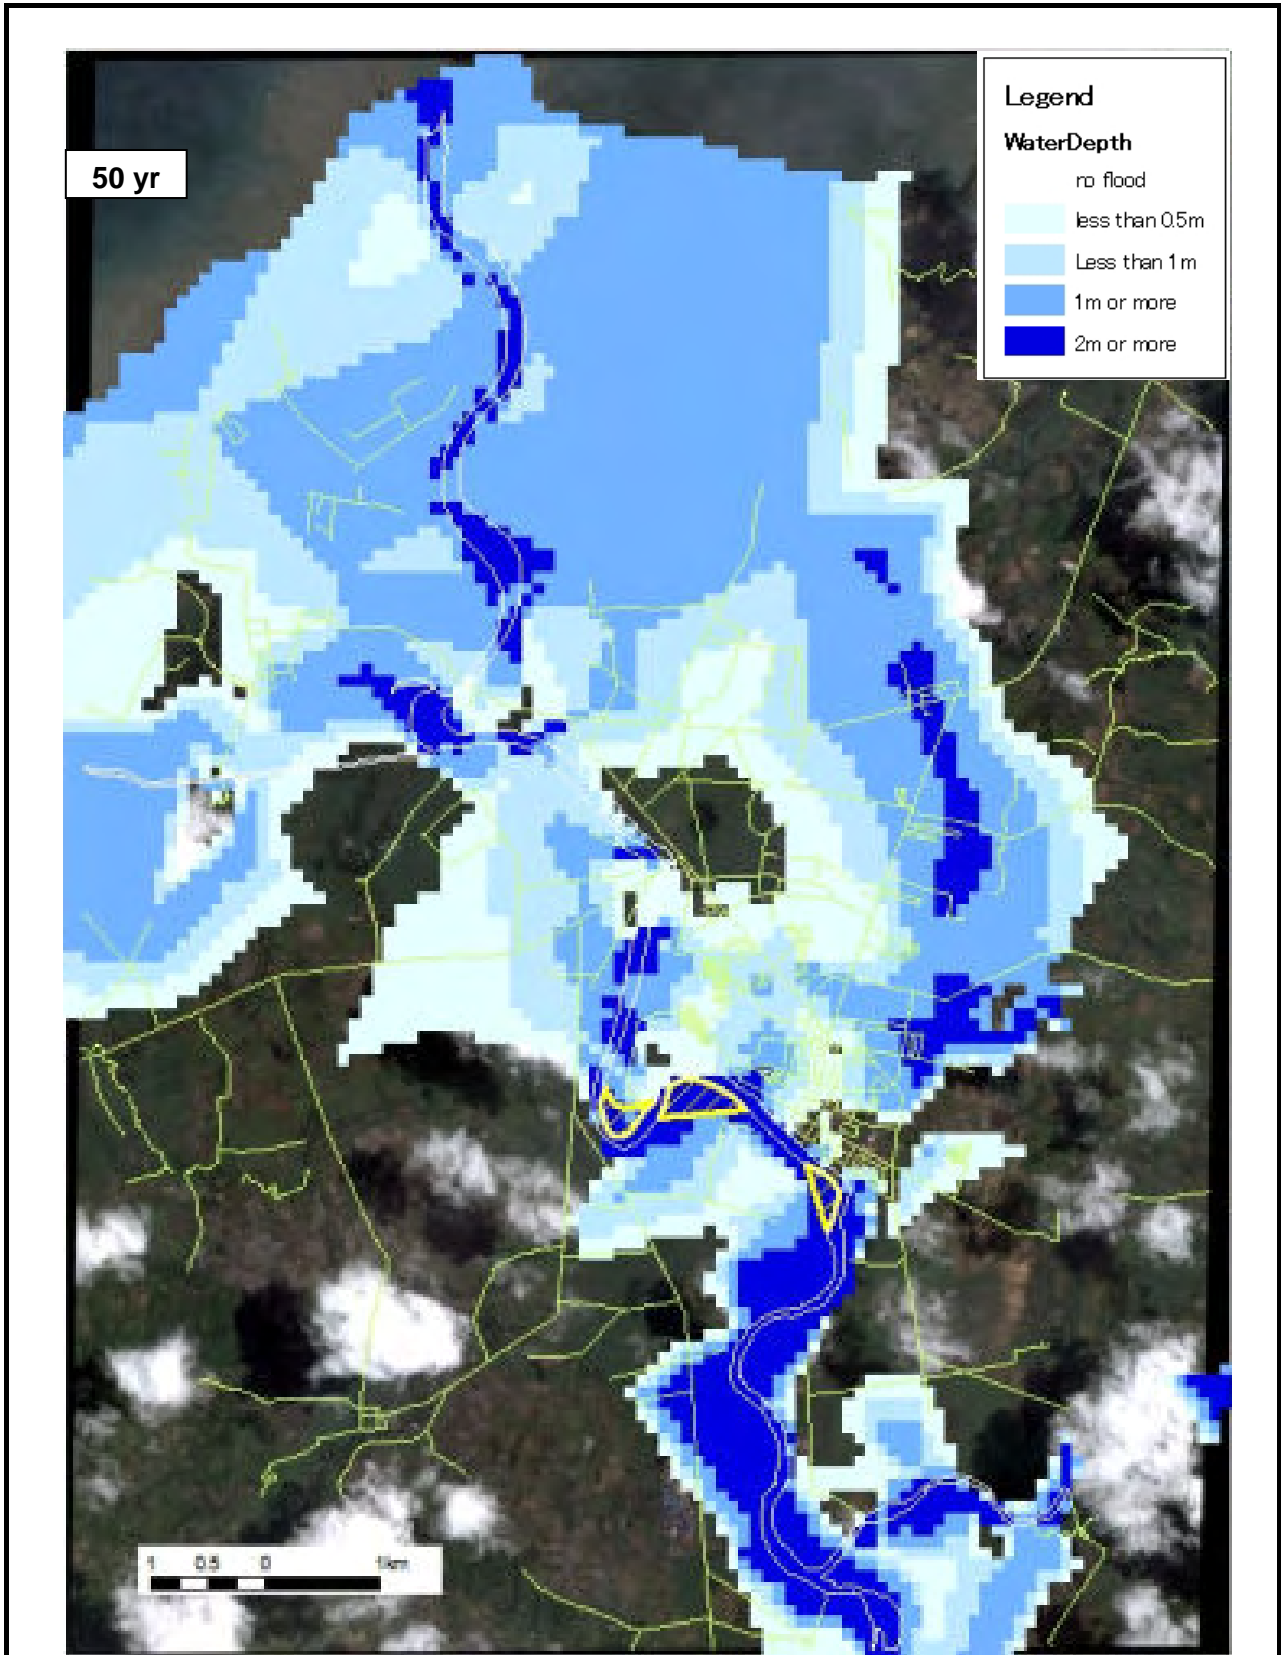 50 yr
Legend
WaterDepth
no flood
less than 0.5m
Less than 1m
1m or more
2m or more
1 0.5 0 1km